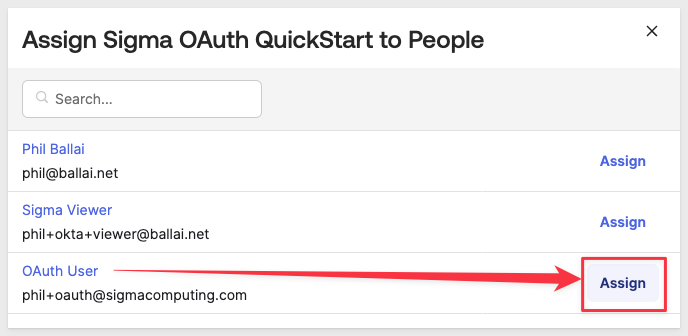 Assign Sigma OAuth QuickStart to People
Search...
Phil Ballai
phil@ballai.net
Assign
Sigma Viewer
phil+okta+viewer@ballai.net
Assign
OAuth User
phil+oauth@sigmacomputing.com
Assign